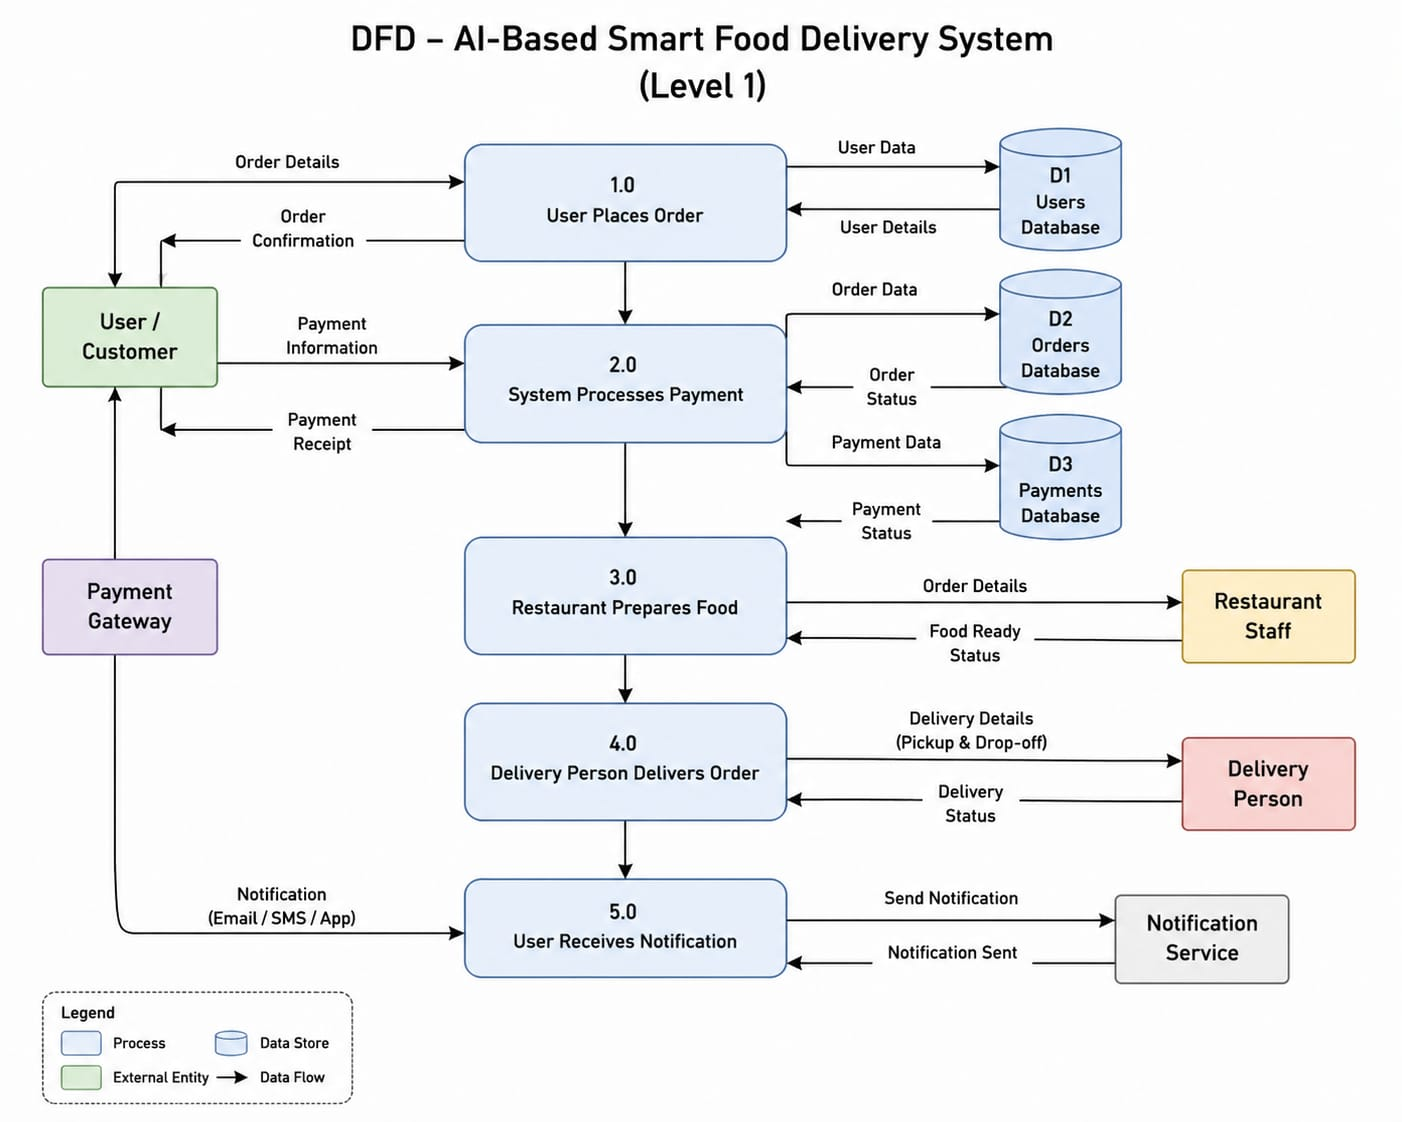 DFD – AI-Based Smart Food Delivery System
(Level 1)
Order Details
1.0
User Places Order
User Data
D1
Users
Database
User Details
Order
Confirmation
User /
Customer
Payment
Information
2.0
System Processes Payment
Order Data
D2
Orders
Database
Order
Status
Payment
Receipt
Payment Data
D3
Payments
Database
Payment
Status
Payment
Gateway
3.0
Restaurant Prepares Food
Order Details
Restaurant
Staff
Food Ready
Status
4.0
Delivery Person Delivers Order
Delivery Details
(Pickup & Drop-off)
Delivery
Person
Delivery
Status
Notification
(Email / SMS / App)
5.0
User Receives Notification
Send Notification
Notification
Service
Notification Sent
Legend
Process
Data Store
External Entity
Data Flow